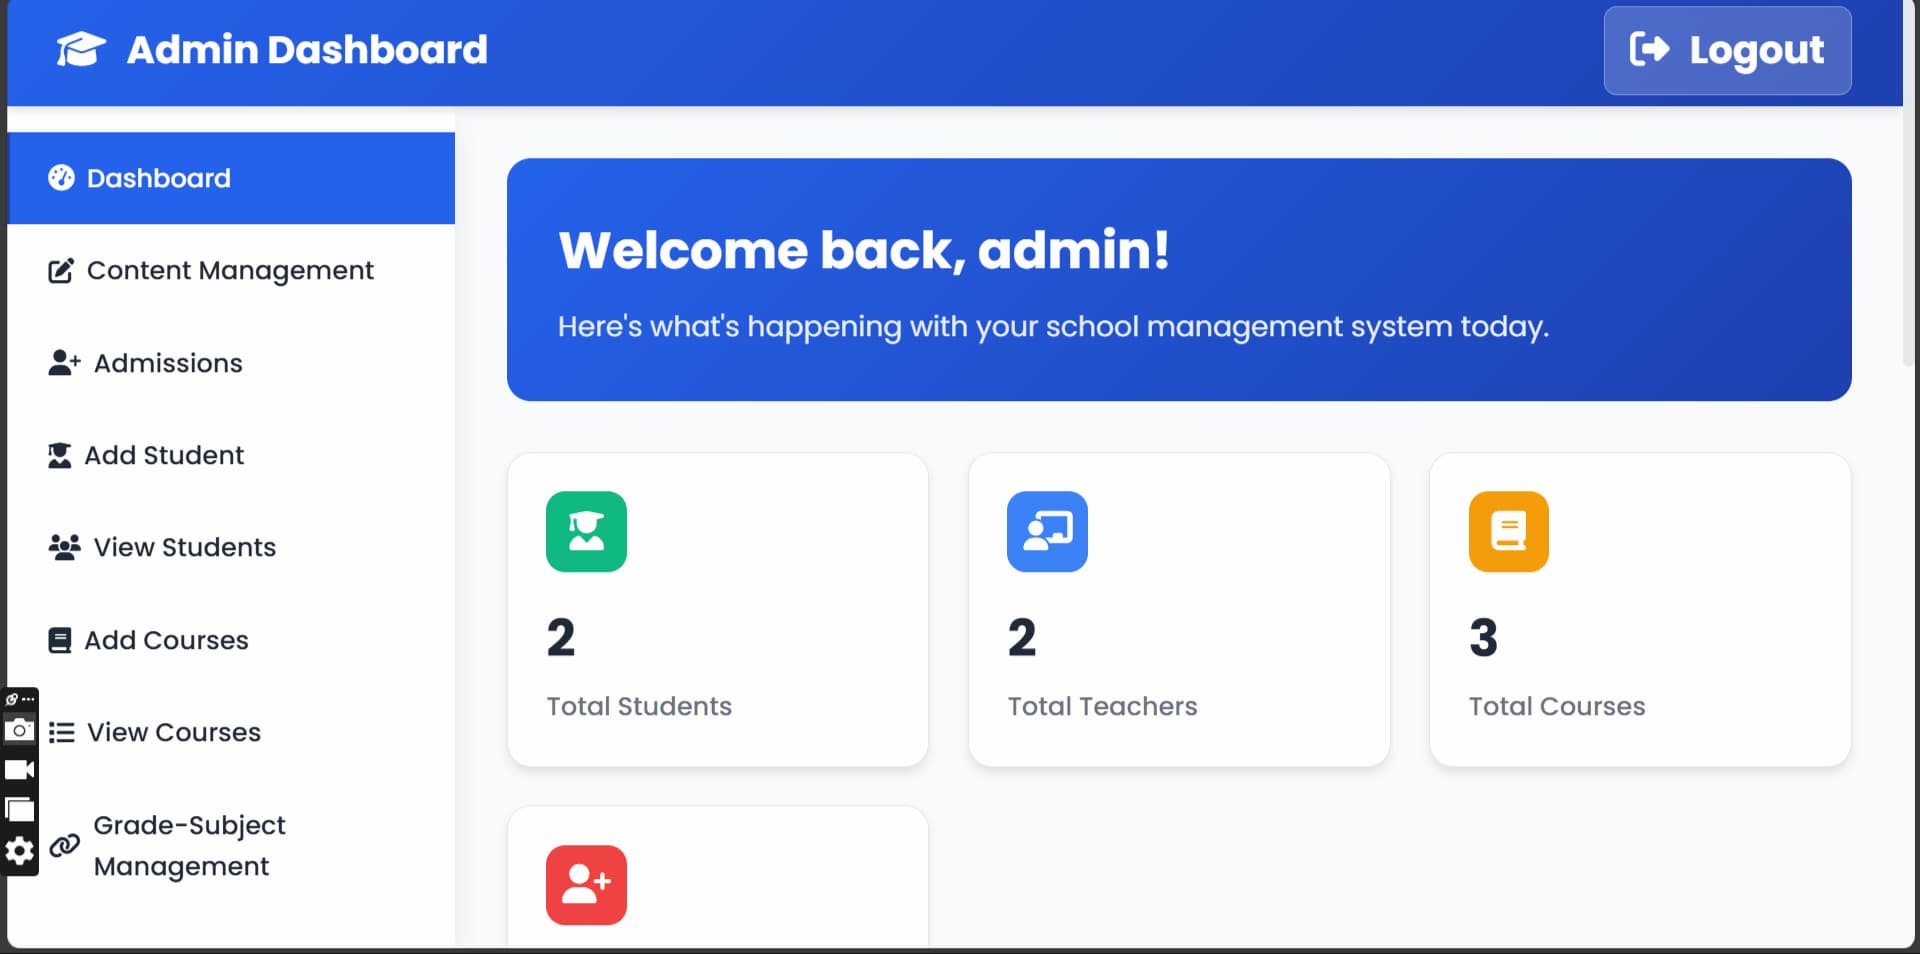 Admin Dashboard
Logout
Dashboard
Content Management
Admissions
Add Student
View Students
Add Courses
View Courses
Grade-Subject
Management
Welcome back, admin!
Here's what's happening with your school management system today.
2
Total Students
2
Total Teachers
3
Total Courses